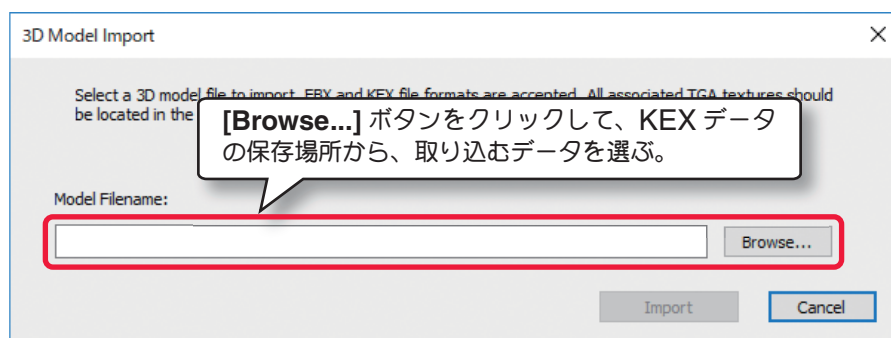 3D Model Import
Select a 3D model file to import. FBX and KEX file formats are accepted. All associated TGA textures should
be located in the
[Browse...] ボタンをクリックして、KEX データ
の保存場所から、取り込むデータを選ぶ。
Model Filename:
Browse...
Import
Cancel